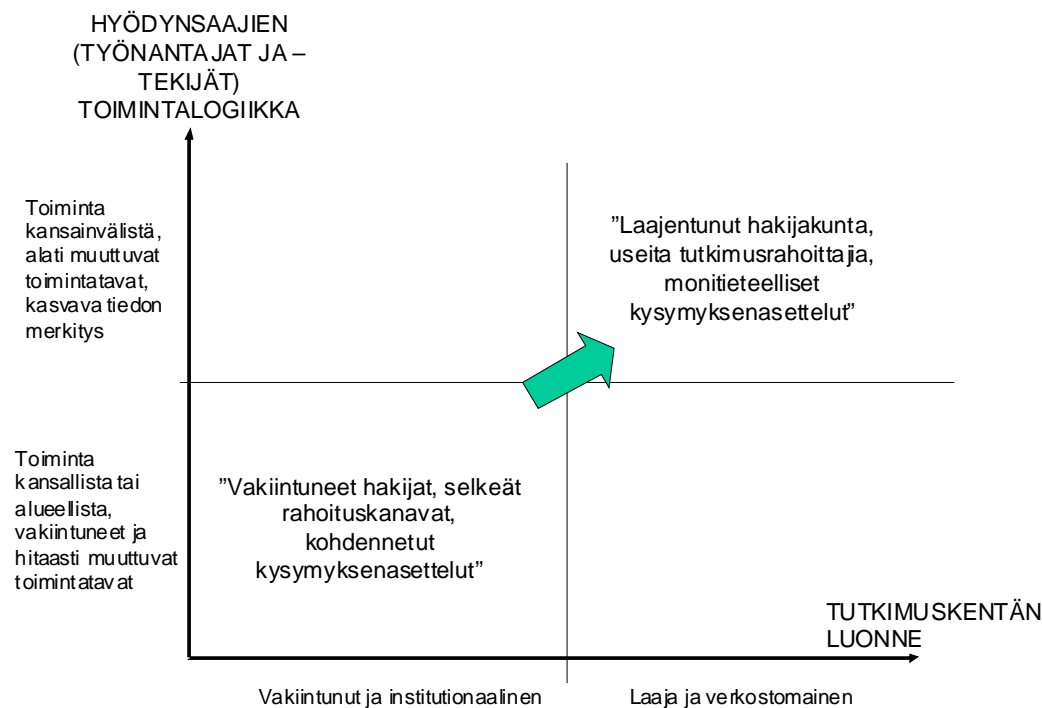 HYÖDYNSAAJIEN
(TYÖNANTAJAT JA –
TEKIJÄT)
TOIMINTALOGIIKKA
Toiminta
kansainvälistä,
alati muuttuvat
toimintatavat,
kasvava tiedon
merkitys
”Laajentunut hakijakunta,
useita tutkimusrahoittajia,
monitieteelliset
kysymyksenasettelut”
Toiminta
kansallista tai
alueellista,
vakiintuneet ja
hitaasti muuttuvat
toimintatavat
”Vakiintuneet hakijat, selkeät
rahoituskanavat,
kohdennetut
kysymyksenasettelut”
TUTKIMUSKENTÄN
LUONNE
Vakiintunut ja institutionaalinen
Laaja ja verkostomainen